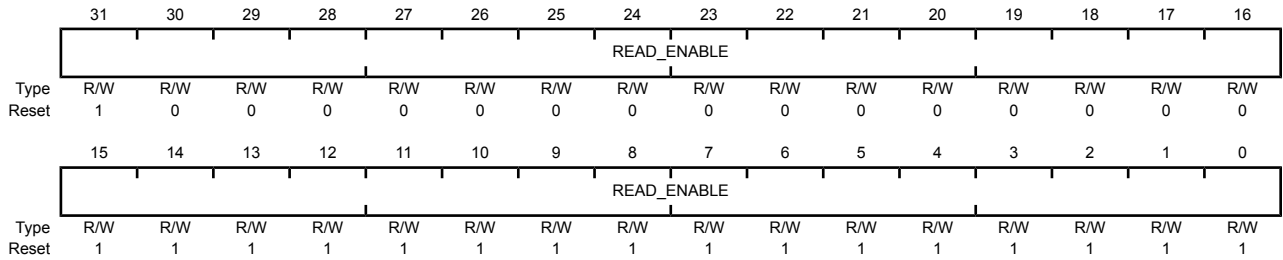 31 30 29 28 27 26 25 24 23 22 21 20 19 18 17 16
READ_ENABLE
Type R/W R/W R/W R/W R/W R/W R/W R/W R/W R/W R/W R/W R/W R/W R/W R/W
Reset 1 0 0 0 0 0 0 0 0 0 0 0 0 0 0 0
15 14 13 12 11 10 9 8 7 6 5 4 3 2 1 0
READ_ENABLE
Type R/W R/W R/W R/W R/W R/W R/W R/W R/W R/W R/W R/W R/W R/W R/W R/W
Reset 1 1 1 1 1 1 1 1 1 1 1 1 1 1 1 1